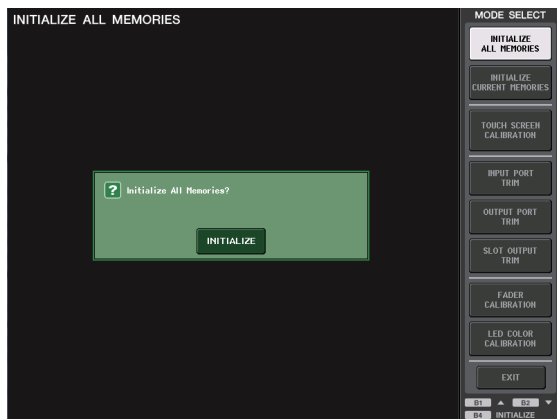 INITIALIZE ALL MEMORIES
? Initialize All Memories?
INITIALIZE
MODE SELECT
INITIALIZE
ALL MEMORIES
INITIALIZE
CURRENT MEMORIES
TOUCH SCREEN
CALIBRATION
INPUT PORT
TRIM
OUTPUT PORT
TRIM
SLOT OUTPUT
TRIM
FADER
CALIBRATION
LED COLOR
CALIBRATION
EXIT
B1 ▲ B2 ▼
B4 INITIALIZE